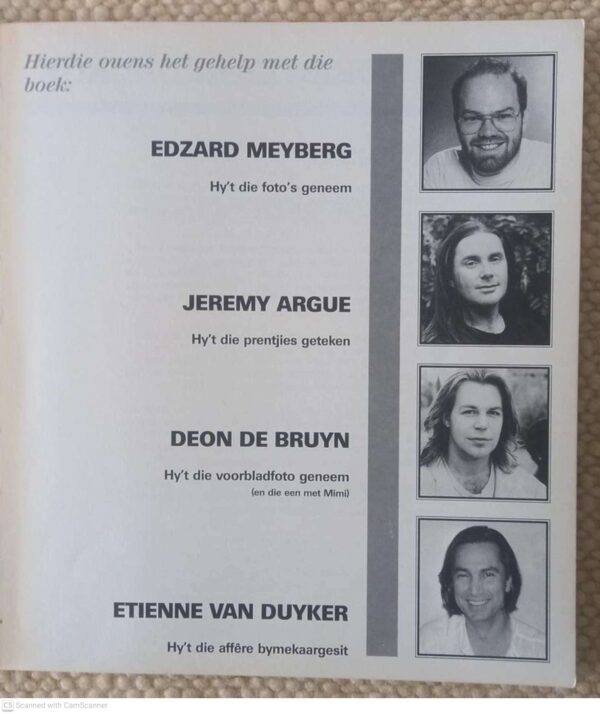 Hierdie ouens het gehelp met die
boek:
EDZARD MEYBERG
Hy't die foto's geneem
JEREMY ARGUE
Hy't die prentjies geteken
DEON DE BRUYN
Hy't die voorbladfoto geneem
(en die een met Mimi)
ETIENNE VAN DUYKER
Hy't die affêre bymekaargesit
CS Scanned with CamScanner